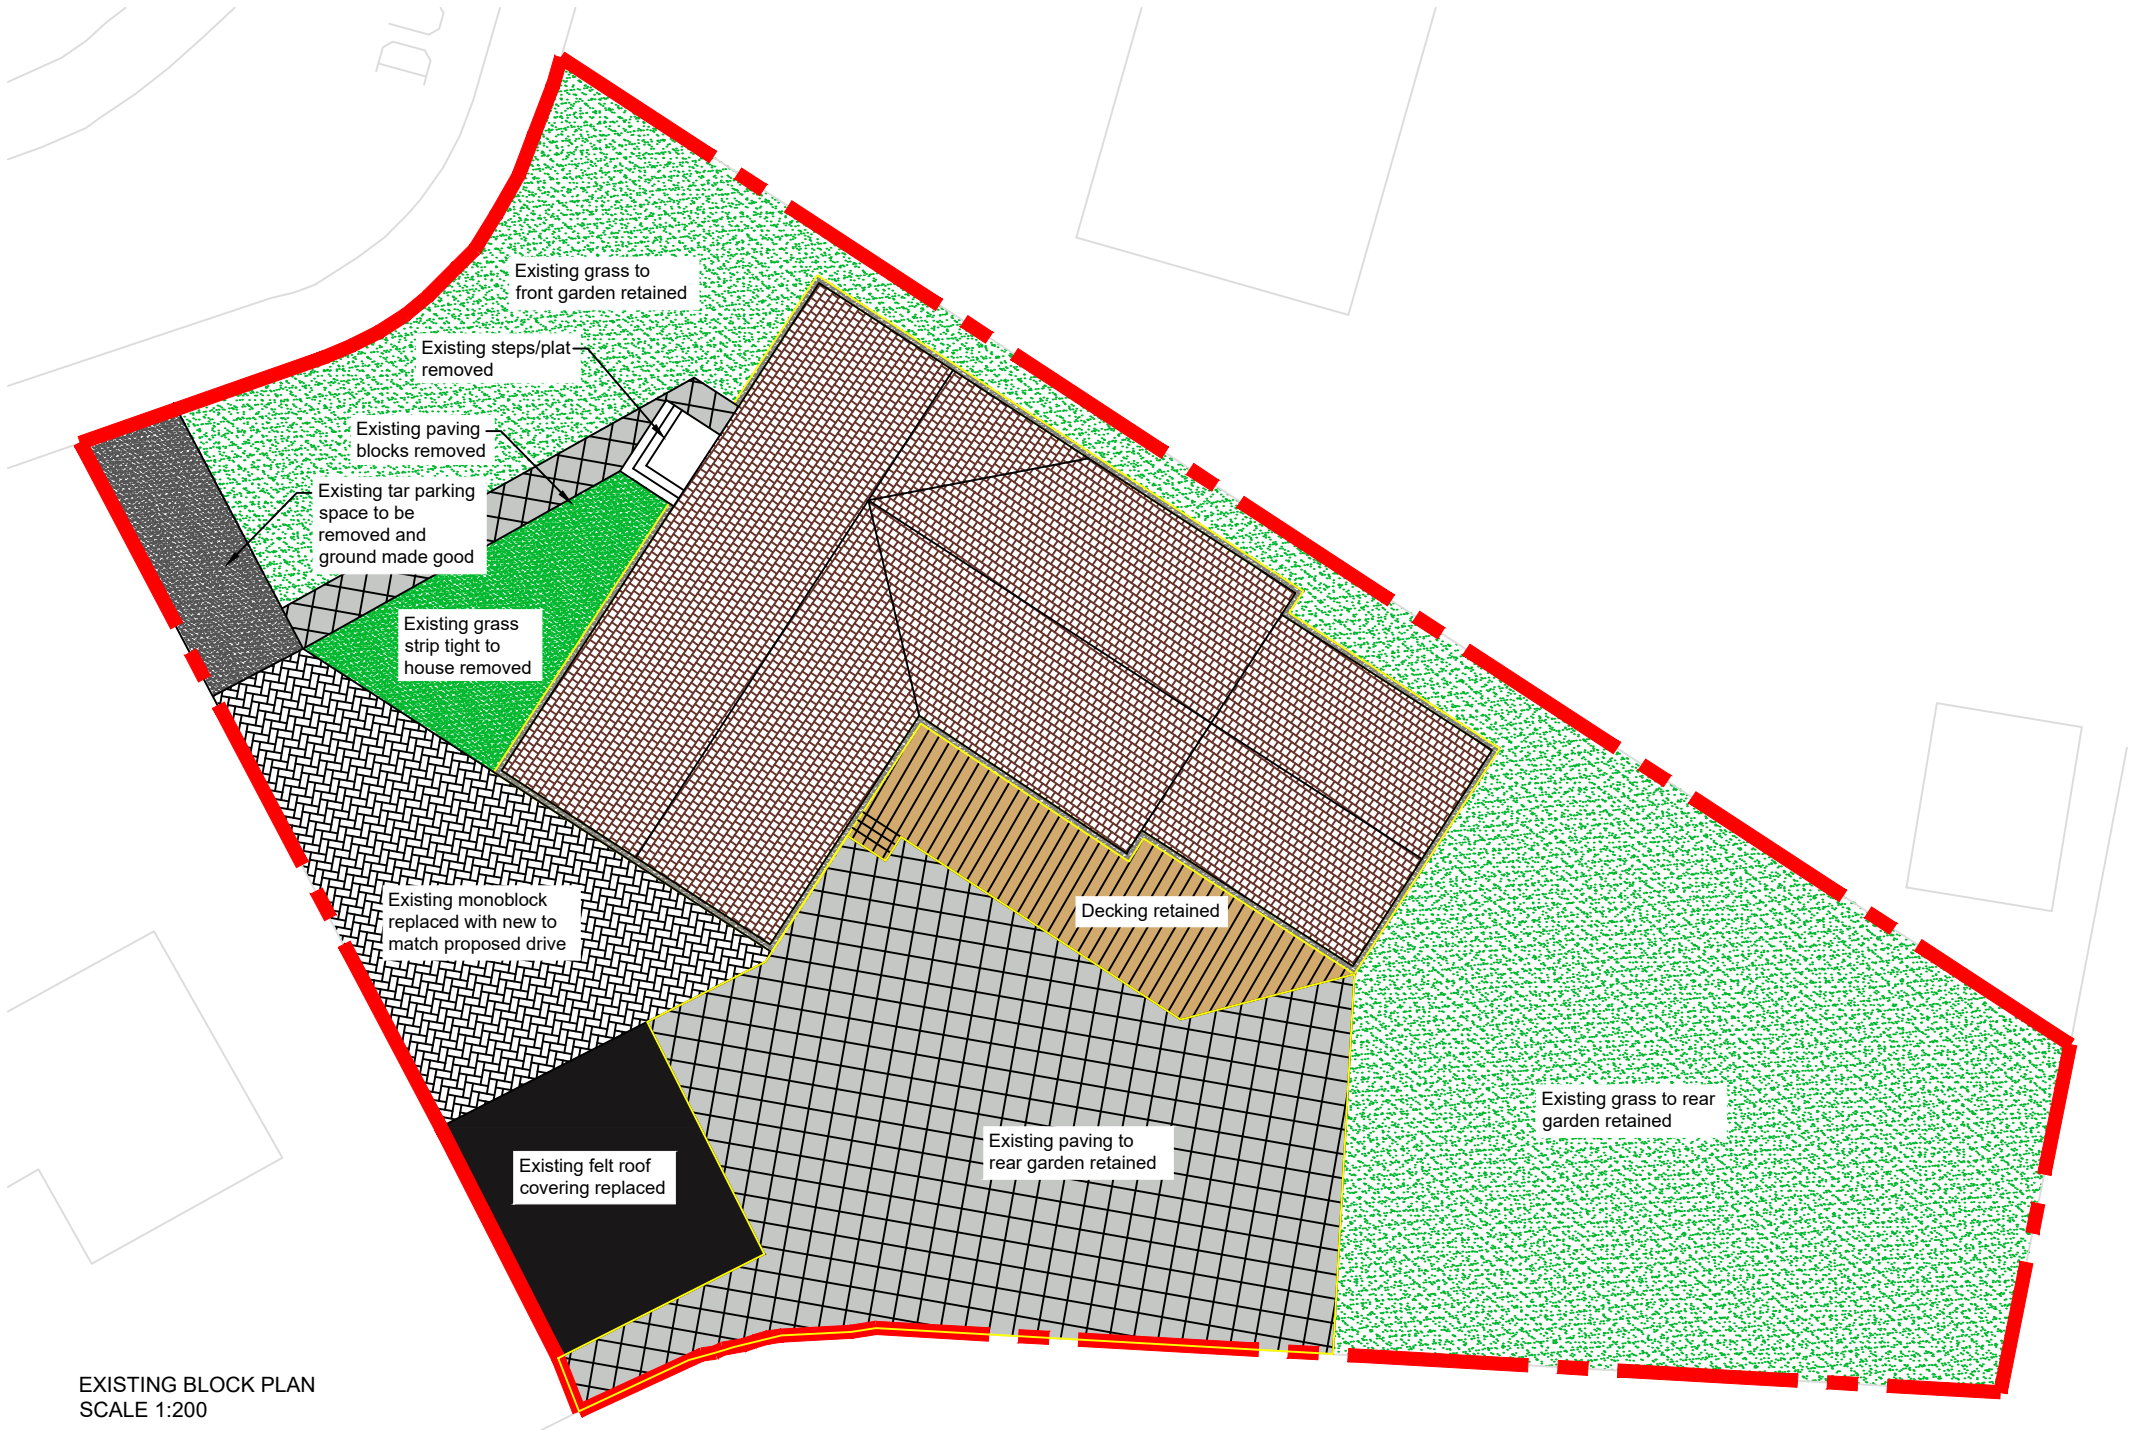 Existing grass to
front garden retained
Existing steps/plat
removed
Existing paving
blocks removed
Existing tar parking
space to be
removed and
ground made good
Existing grass
strip tight to
house removed
Existing monoblock
replaced with new to
match proposed drive
Decking retained
Existing grass to rear
garden retained
Existing paving to
rear garden retained
Existing felt roof
covering replaced
EXISTING BLOCK PLAN
SCALE 1:200